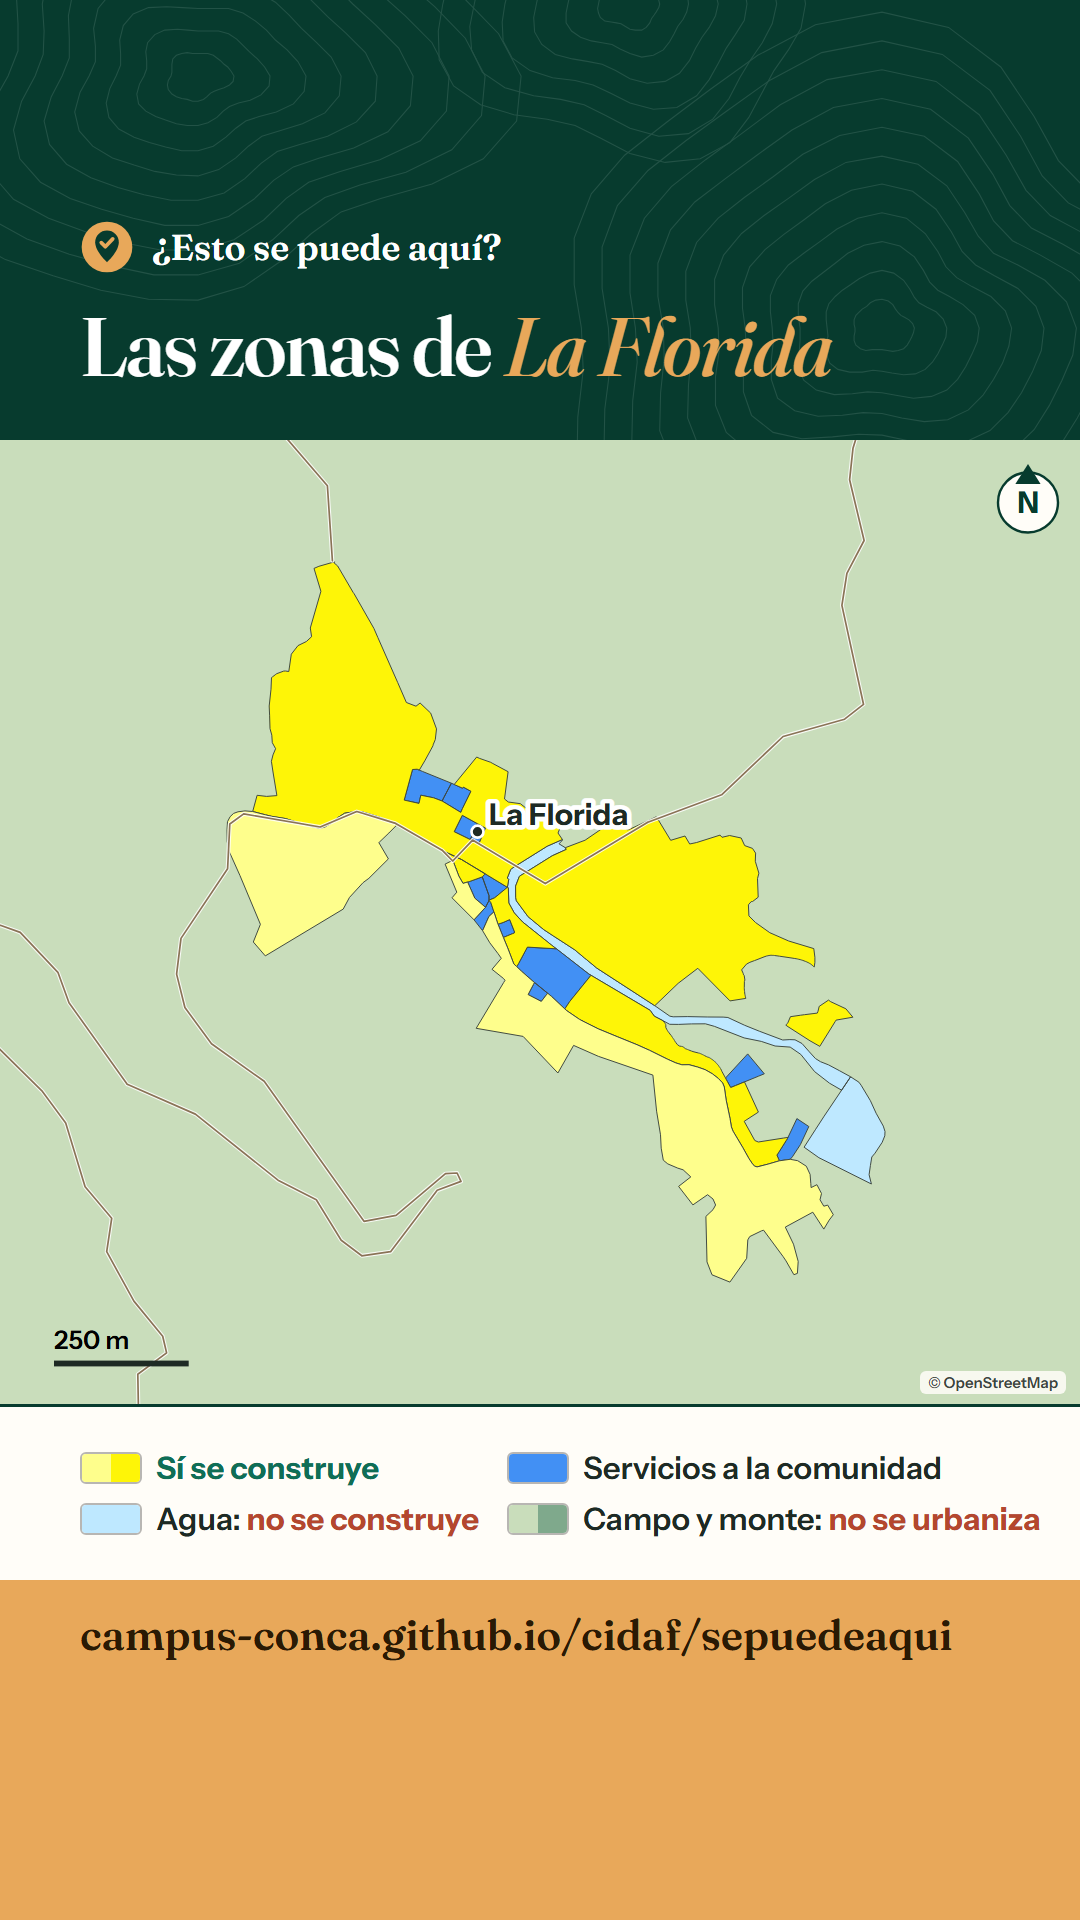 ¿Esto se puede aquí?
Las zonas de La Florida
N
La Florida
250 m
© OpenStreetMap
Sí se construye
Servicios a la comunidad
Agua: no se construye
Campo y monte: no se urbaniza
campus-conca.github.io/cidaf/sepuedeaqui